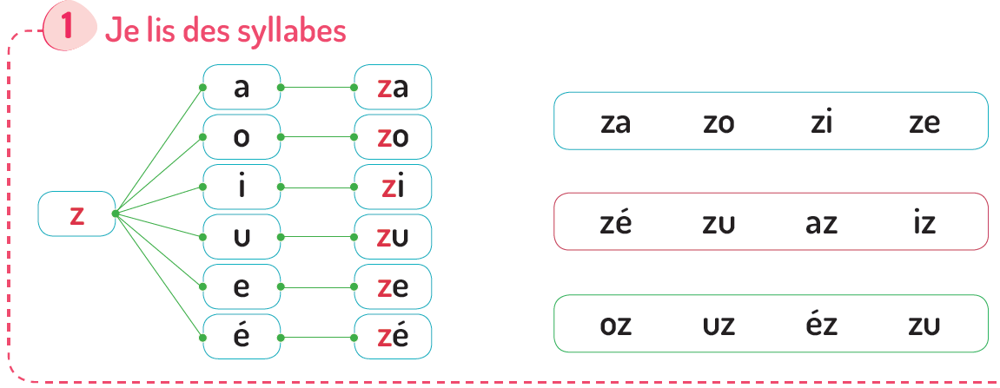 1 Je lis des syllabes
a za
o zo
i zi
z
u zu
e ze
é zé
za zo zi ze
zé zu az iz
oz uz éz zu